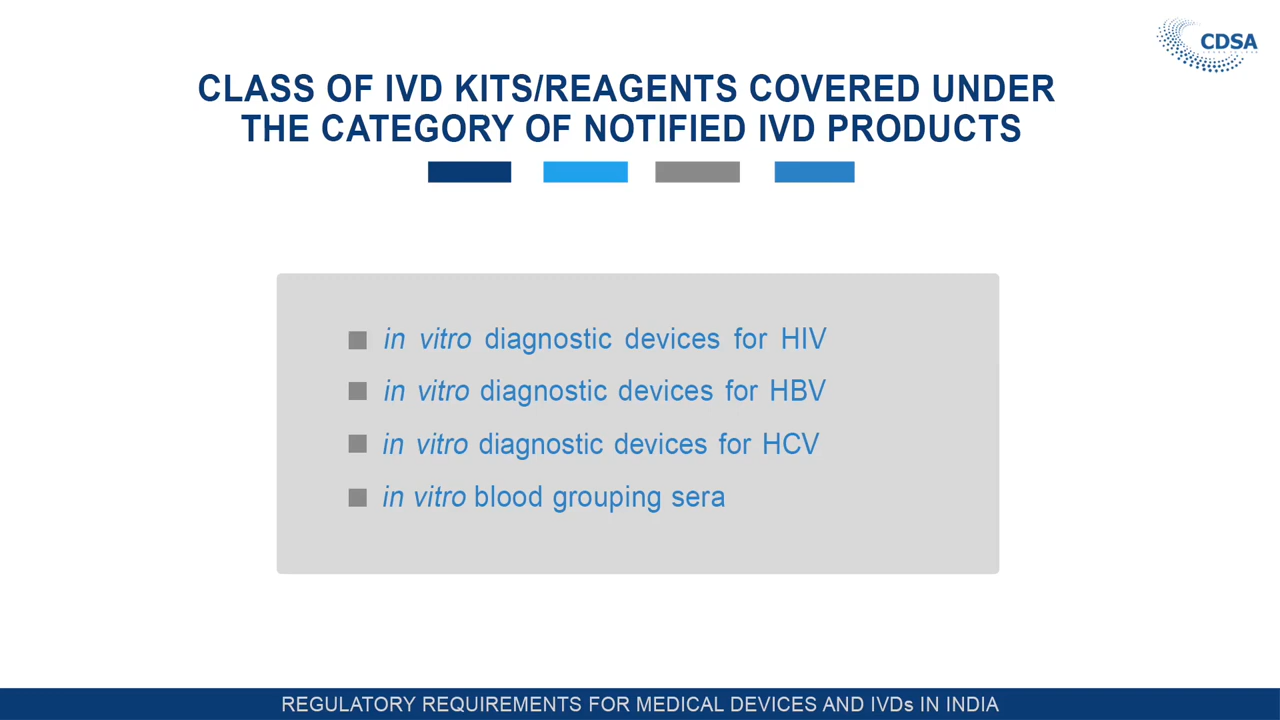 CDSA
CLASS OF IVD KITS/REAGENTS COVERED UNDER
THE CATEGORY OF NOTIFIED IVD PRODUCTS
in vitro diagnostic devices for HIV
in vitro diagnostic devices for HBV
in vitro diagnostic devices for HCV
in vitro blood grouping sera
REGULATORY REQUIREMENTS FOR MEDICAL DEVICES AND IVDs IN INDIA